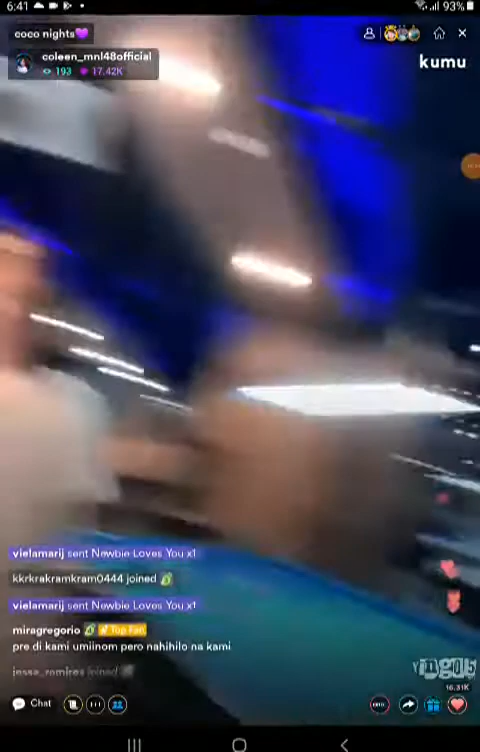 6:41
93%
coco nights💜
coleen_mnl48official
193 17.42K
kumu
vielamarij sent Newbie Loves You x1
kkrkrakramkram0444 joined
vielamarij sent Newbie Loves You x1
miragregorio Top Fan
pre di kami umiinom pero nahihilo na kami
joined
16.31K
Chat